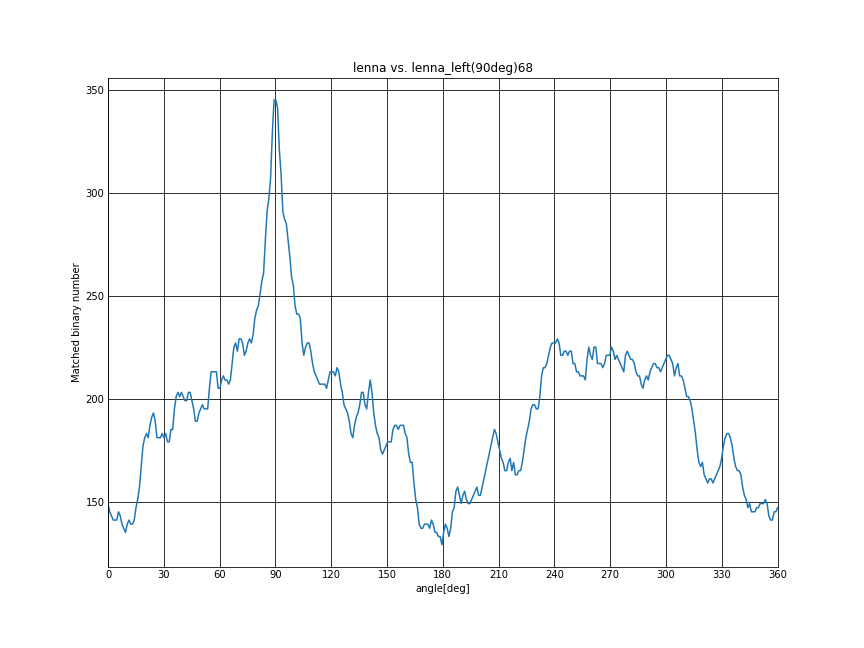 lenna vs. lenna_left(90deg)68
Matched binary number
350
300
250
200
150
0 30 60 90 120 150 180 210 240 270 300 330 360
angle[deg]